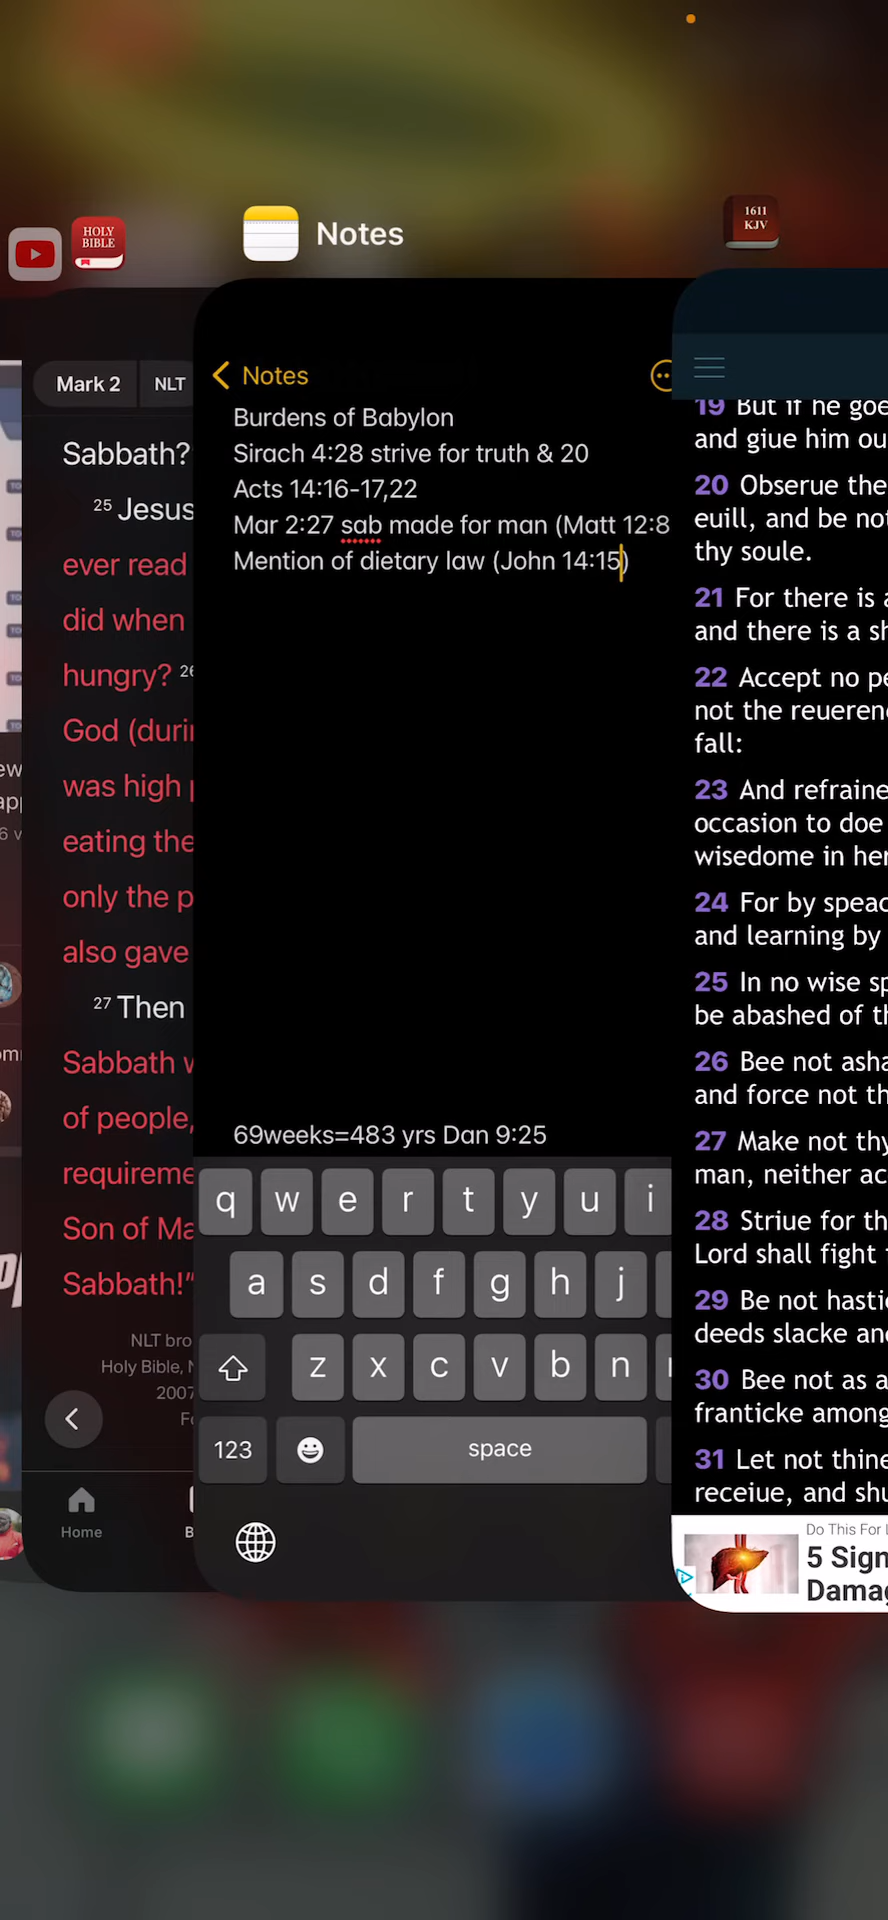 HOLY
BIBLE
Notes
1611
KJV
Mark 2
NLT
Sabbath?
25 Jesus
ever read
did when
hungry? 26
God (duri
was high
eating the
only the p
also gave
27 Then
Sabbath w
of people,
requireme
Son of Ma
Sabbath!"
NLT bro
Holy Bible, N
2007
Fo
Home
B
Notes
Burdens of Babylon
Sirach 4:28 strive for truth & 20
Acts 14:16-17,22
Mar 2:27 sab made for man (Matt 12:8
Mention of dietary law (John 14:15)
69weeks=483 yrs Dan 9:25
q w e r t y u i
a s d f g h j
z x c v b n
123
space
19 But if he goe
and giue him ou
20 Obserue the
euill, and be not
thy soule.
21 For there is a
and there is a sh
22 Accept no pe
not the reueren
fall:
23 And refraine
occasion to doe
wisedome in her
24 For by speac
and learning by
25 In no wise sp
be abashed of th
26 Bee not asha
and force not th
27 Make not thy
man, neither ac
28 Striue for th
Lord shall fight
29 Be not hastie
deeds slacke and
30 Bee not as a
franticke among
31 Let not thine
receiue, and shu
Do This For L
5 Sign
Damag